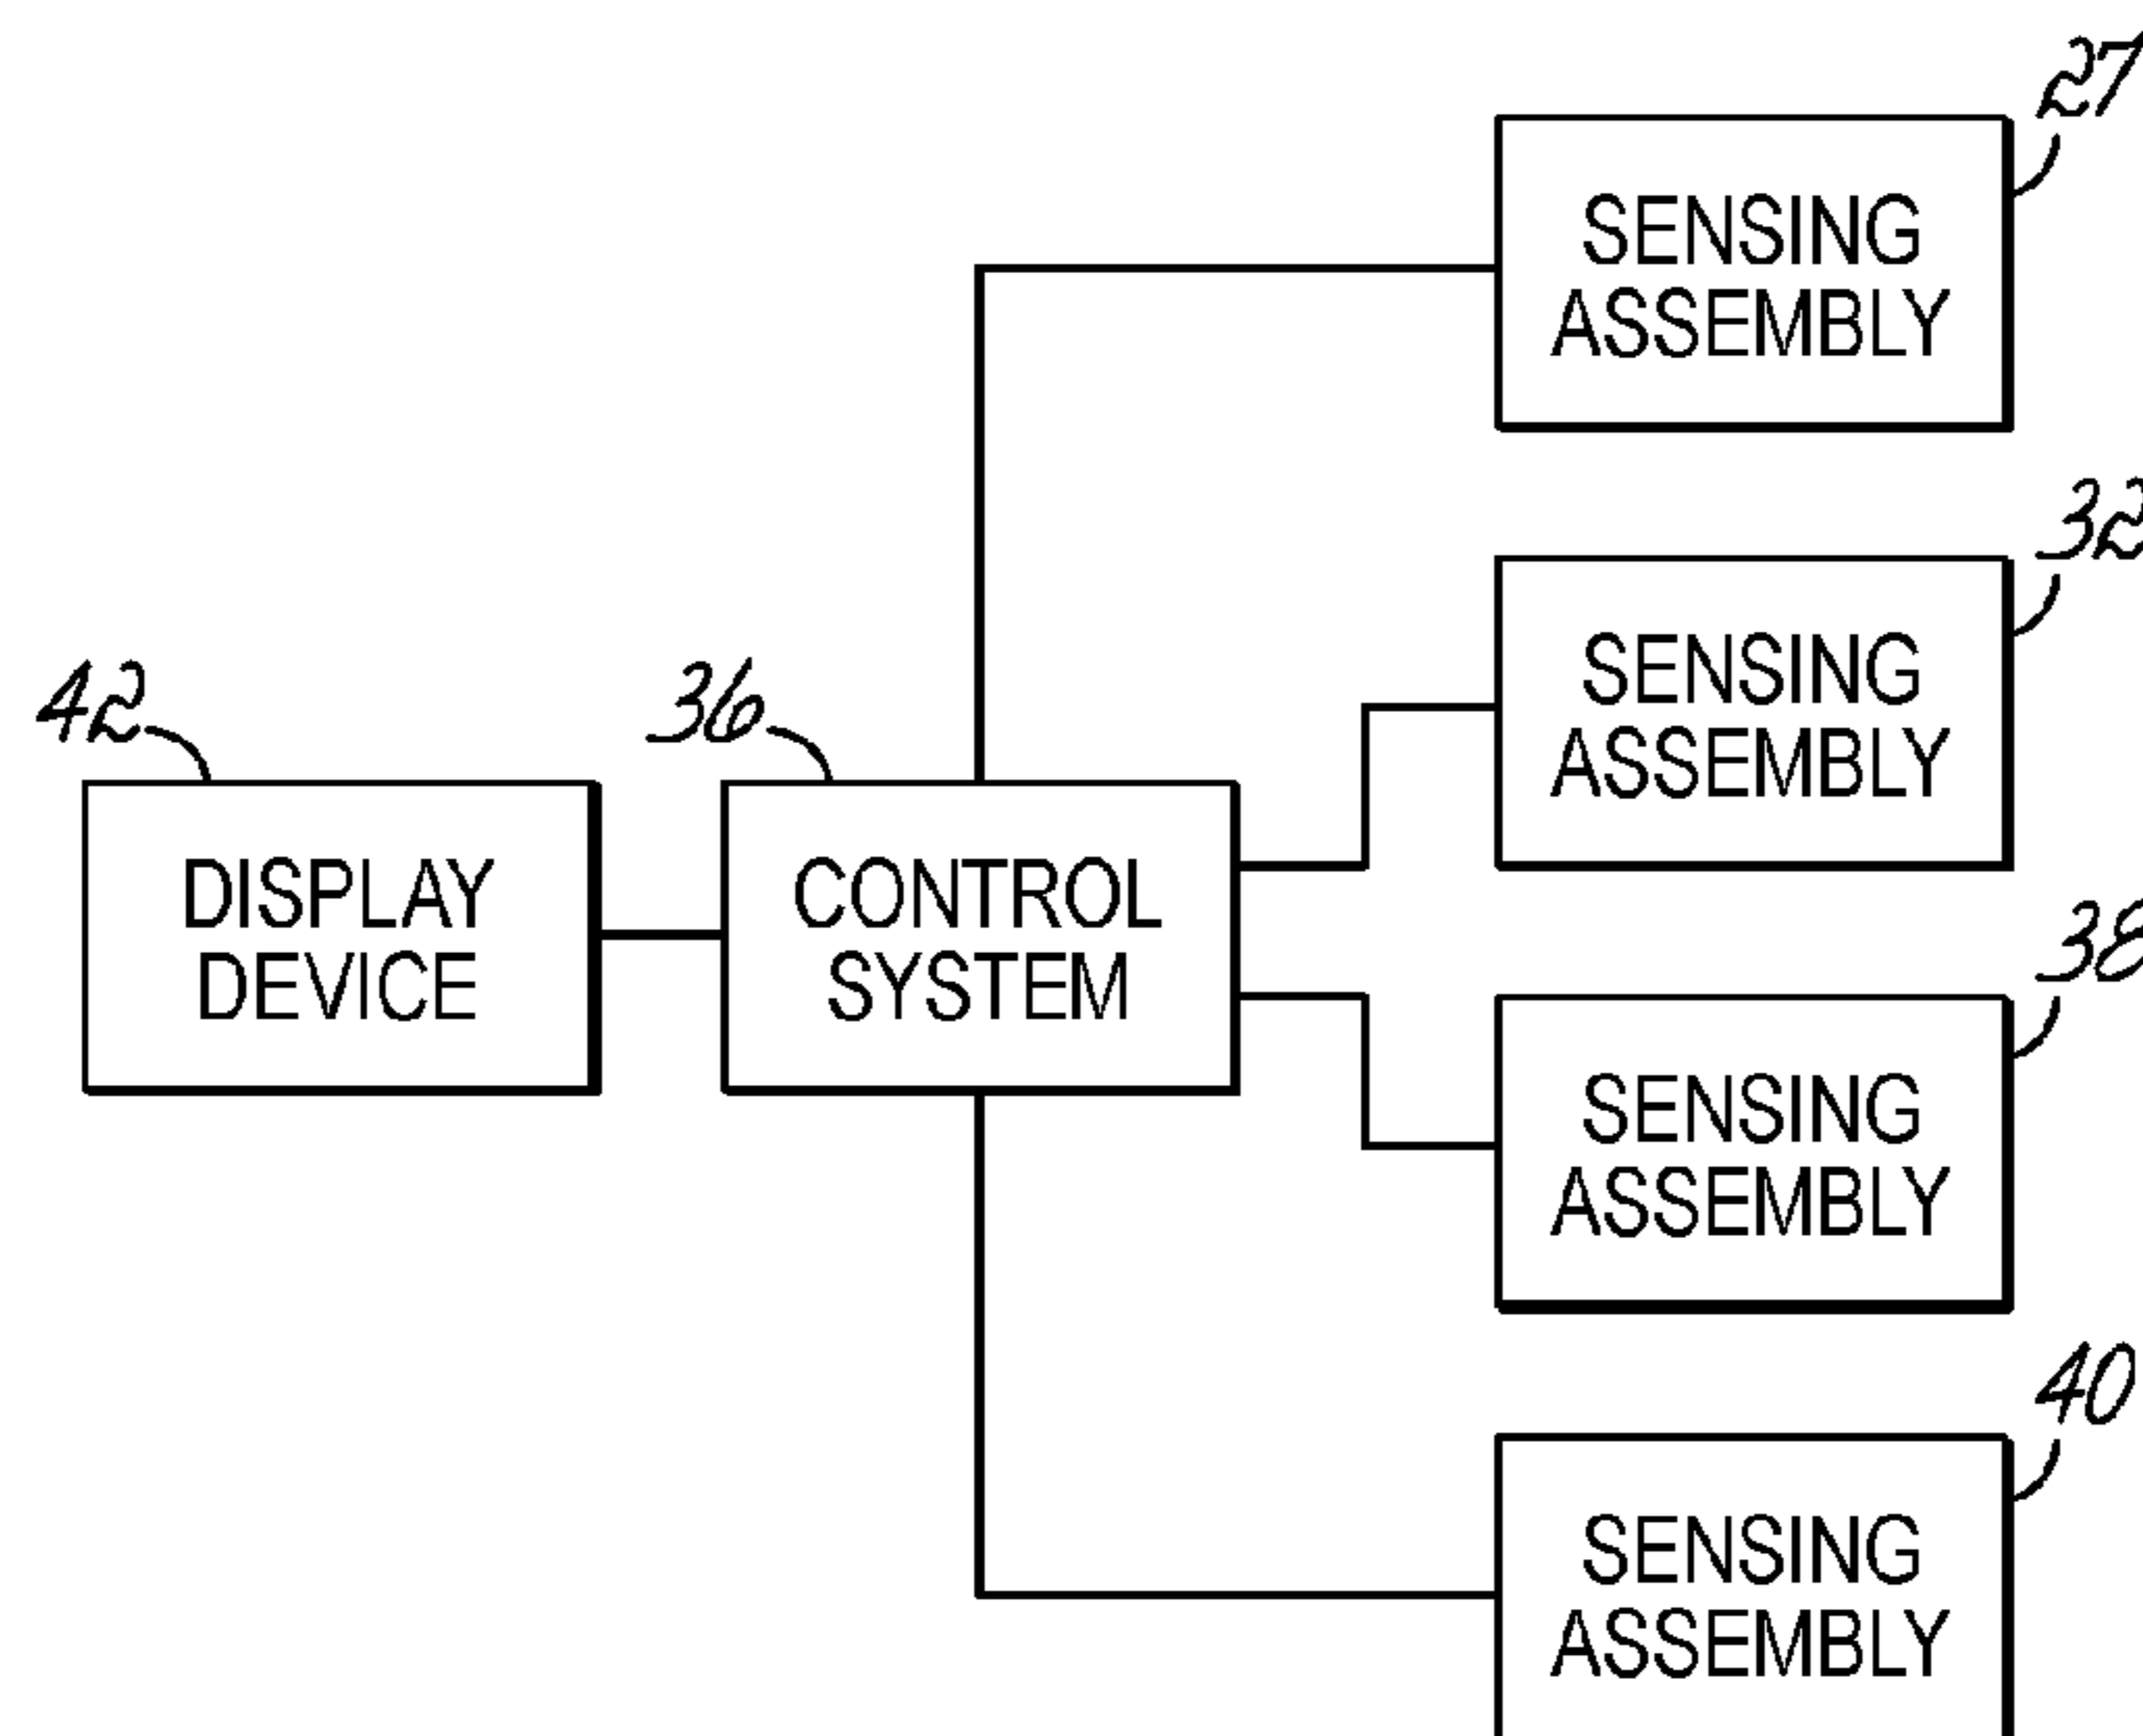 27
SENSING
ASSEMBLY
32
SENSING
ASSEMBLY
42
36
DISPLAY
DEVICE
CONTROL
SYSTEM
38
SENSING
ASSEMBLY
40
SENSING
ASSEMBLY